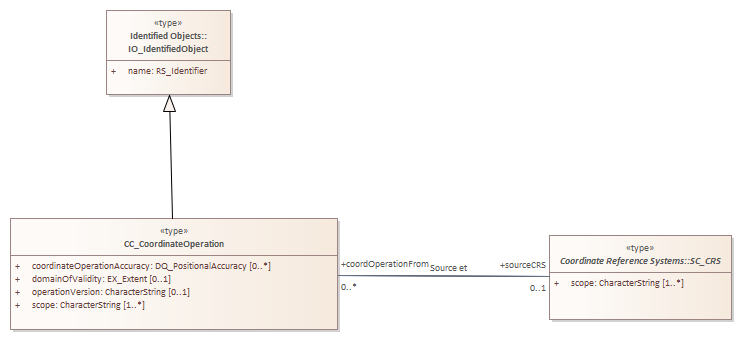 «type»
Identified Objects::
IO_IdentifiedObject
+ name: RS_Identifier
«type»
CC_CoordinateOperation
+ coordinateOperationAccuracy: DQ_PositionalAccuracy [0..*]
+ domainOfValidity: EX_Extent [0..1]
+ operationVersion: CharacterString [0..1]
+ scope: CharacterString [1..*]
+coordOperationFrom
Source et
+sourceCRS
0..*
0..1
«type»
Coordinate Reference Systems::SC_CRS
+ scope: CharacterString [1..*]